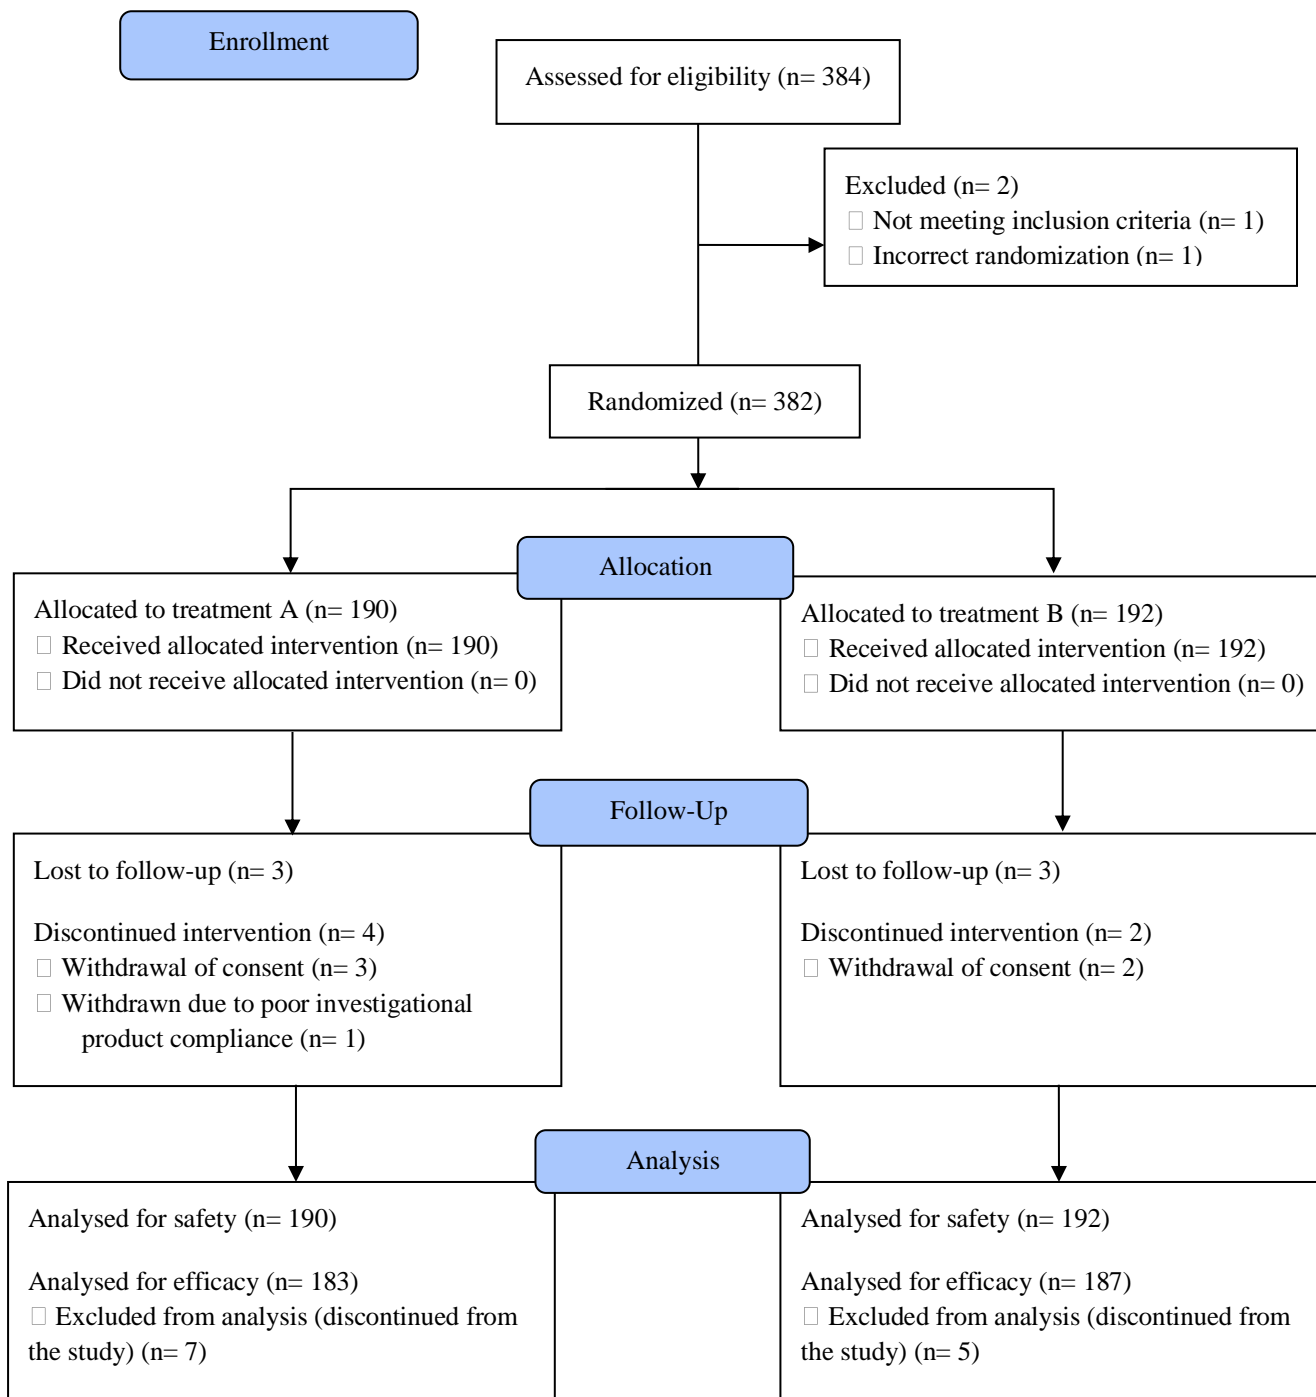 Enrollment
Assessed for eligibility (n= 384)
Excluded (n= 2)
□ Not meeting inclusion criteria (n= 1)
□ Incorrect randomization (n= 1)
Randomized (n= 382)
Allocation
Allocated to treatment A (n= 190)
□ Received allocated intervention (n= 190)
□ Did not receive allocated intervention (n= 0)
Allocated to treatment B (n= 192)
□ Received allocated intervention (n= 192)
□ Did not receive allocated intervention (n= 0)
Follow-Up
Lost to follow-up (n= 3)
Discontinued intervention (n= 4)
□ Withdrawal of consent (n= 3)
□ Withdrawn due to poor investigational
product compliance (n= 1)
Lost to follow-up (n= 3)
Discontinued intervention (n= 2)
□ Withdrawal of consent (n= 2)
Analysis
Analysed for safety (n= 190)
Analysed for efficacy (n= 183)
□ Excluded from analysis (discontinued from
the study) (n= 7)
Analysed for safety (n= 192)
Analysed for efficacy (n= 187)
□ Excluded from analysis (discontinued from
the study) (n= 5)